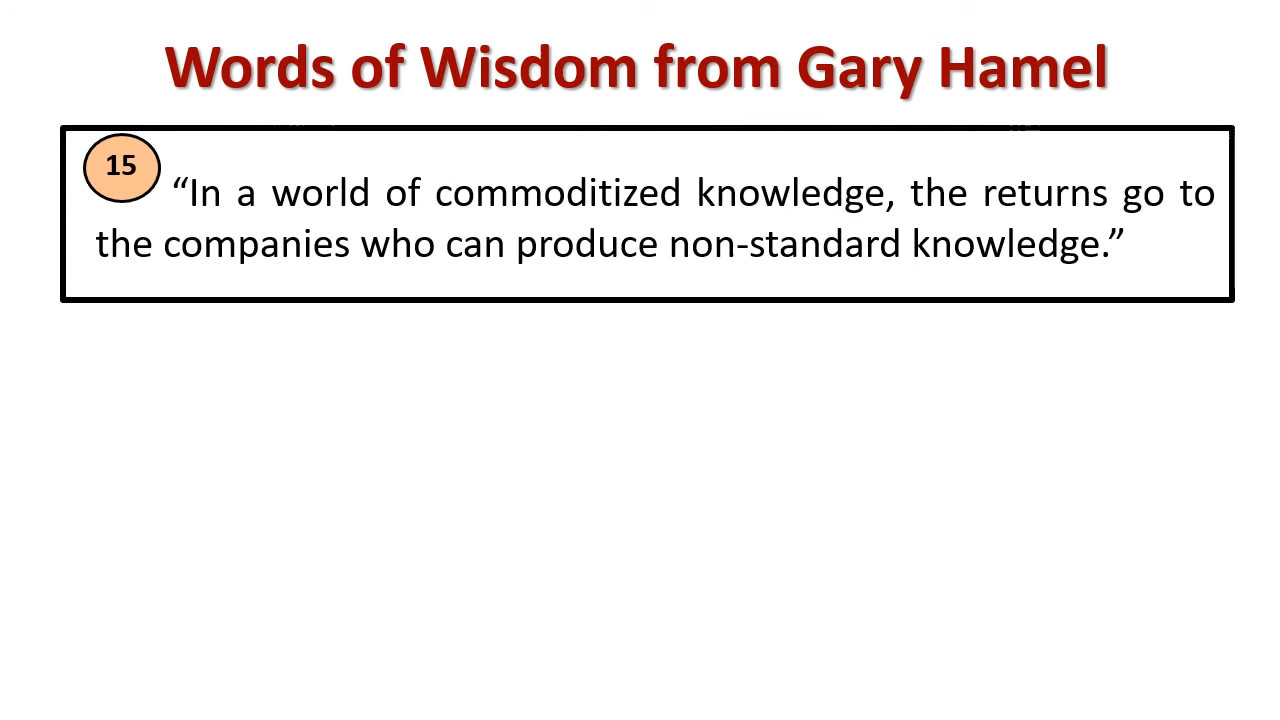 Words of Wisdom from Gary Hamel
15
“In a world of commoditized knowledge, the returns go to
the companies who can produce non-standard knowledge.”